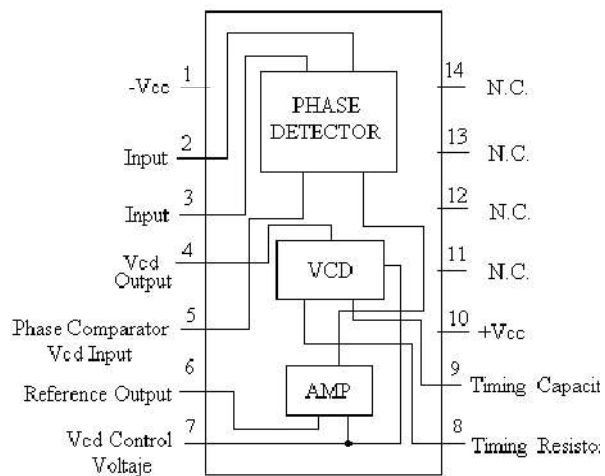 1
-Vcc
2
Input
3
Input
4
Vcd
Output
5
Phase Comparator
Vcd Input
6
Reference Output
7
Vcd Control
Voltaje
PHASE
DETECTOR
VCD
AMP
14
N.C.
13
N.C.
12
N.C.
11
N.C.
10
+Vcc
9
Timing Capacit
8
Timing Resistor